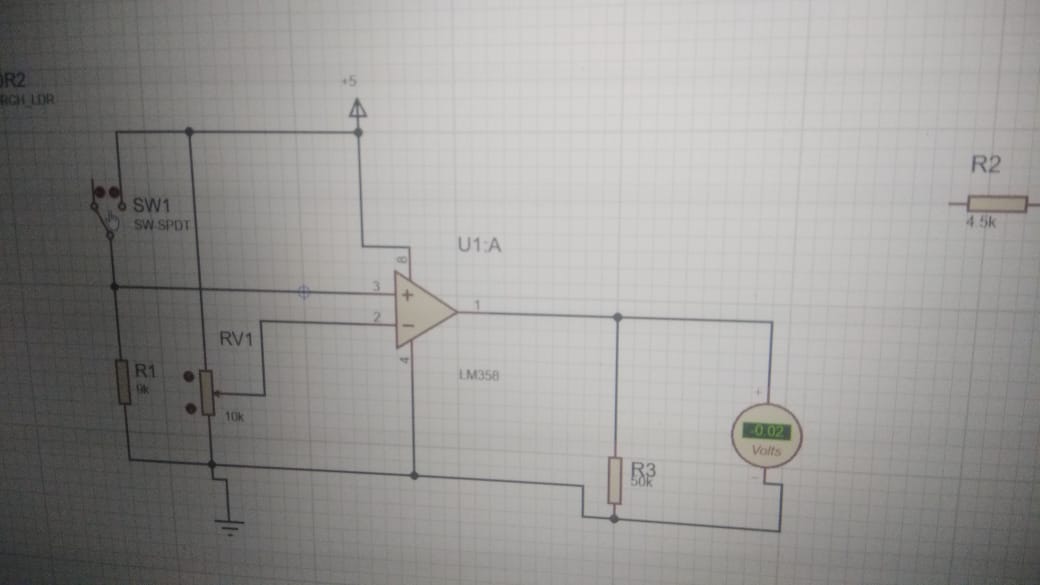 +5
R2
SW1
SW-SPDT
R2
4.5k
U1:A
8
3
+
1
2
−
4
LM358
RV1
10k
R1
9k
+
-0.02
Volts
−
R3
50k